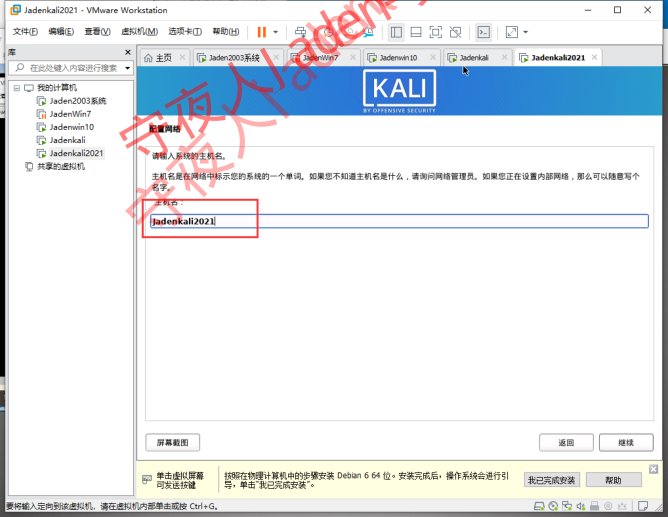 Jadenkali2021 - VMware Workstation
文件(F) 编辑(E) 查看(V) 虚拟机(M) 选项卡(T) 帮助(H)
库
在此处键入内容进行搜索
我的计算机
Jaden2003系统
JadenWin7
Jadenwin10
Jadenkali
Jadenkali2021
共享的虚拟机
主页 Jaden2003系统 JadenWin7 Jadenwin10 Jadenkali Jadenkali2021
守夜人/Jaden
守夜人/Jaden
KALI
BY OFFENSIVE SECURITY
配置网络
请输入系统的主机名。
主机名是在网络中标示您的系统的一个单词。如果您不知道主机名是什么，请询问网络管理员。如果您正在设置内部网络，那么可以随意写个
名字。
主机名：
Jadenkali2021
屏幕截图 返回 继续
单击虚拟屏幕
可发送按键
按照在物理计算机中的步骤安装 Debian 6 64 位。安装完成后，操作系统会进行引
导，单击“我已完成安装”。
我已完成安装 帮助
要将输入定向到该虚拟机，请在虚拟机内部单击或按 Ctrl+G。